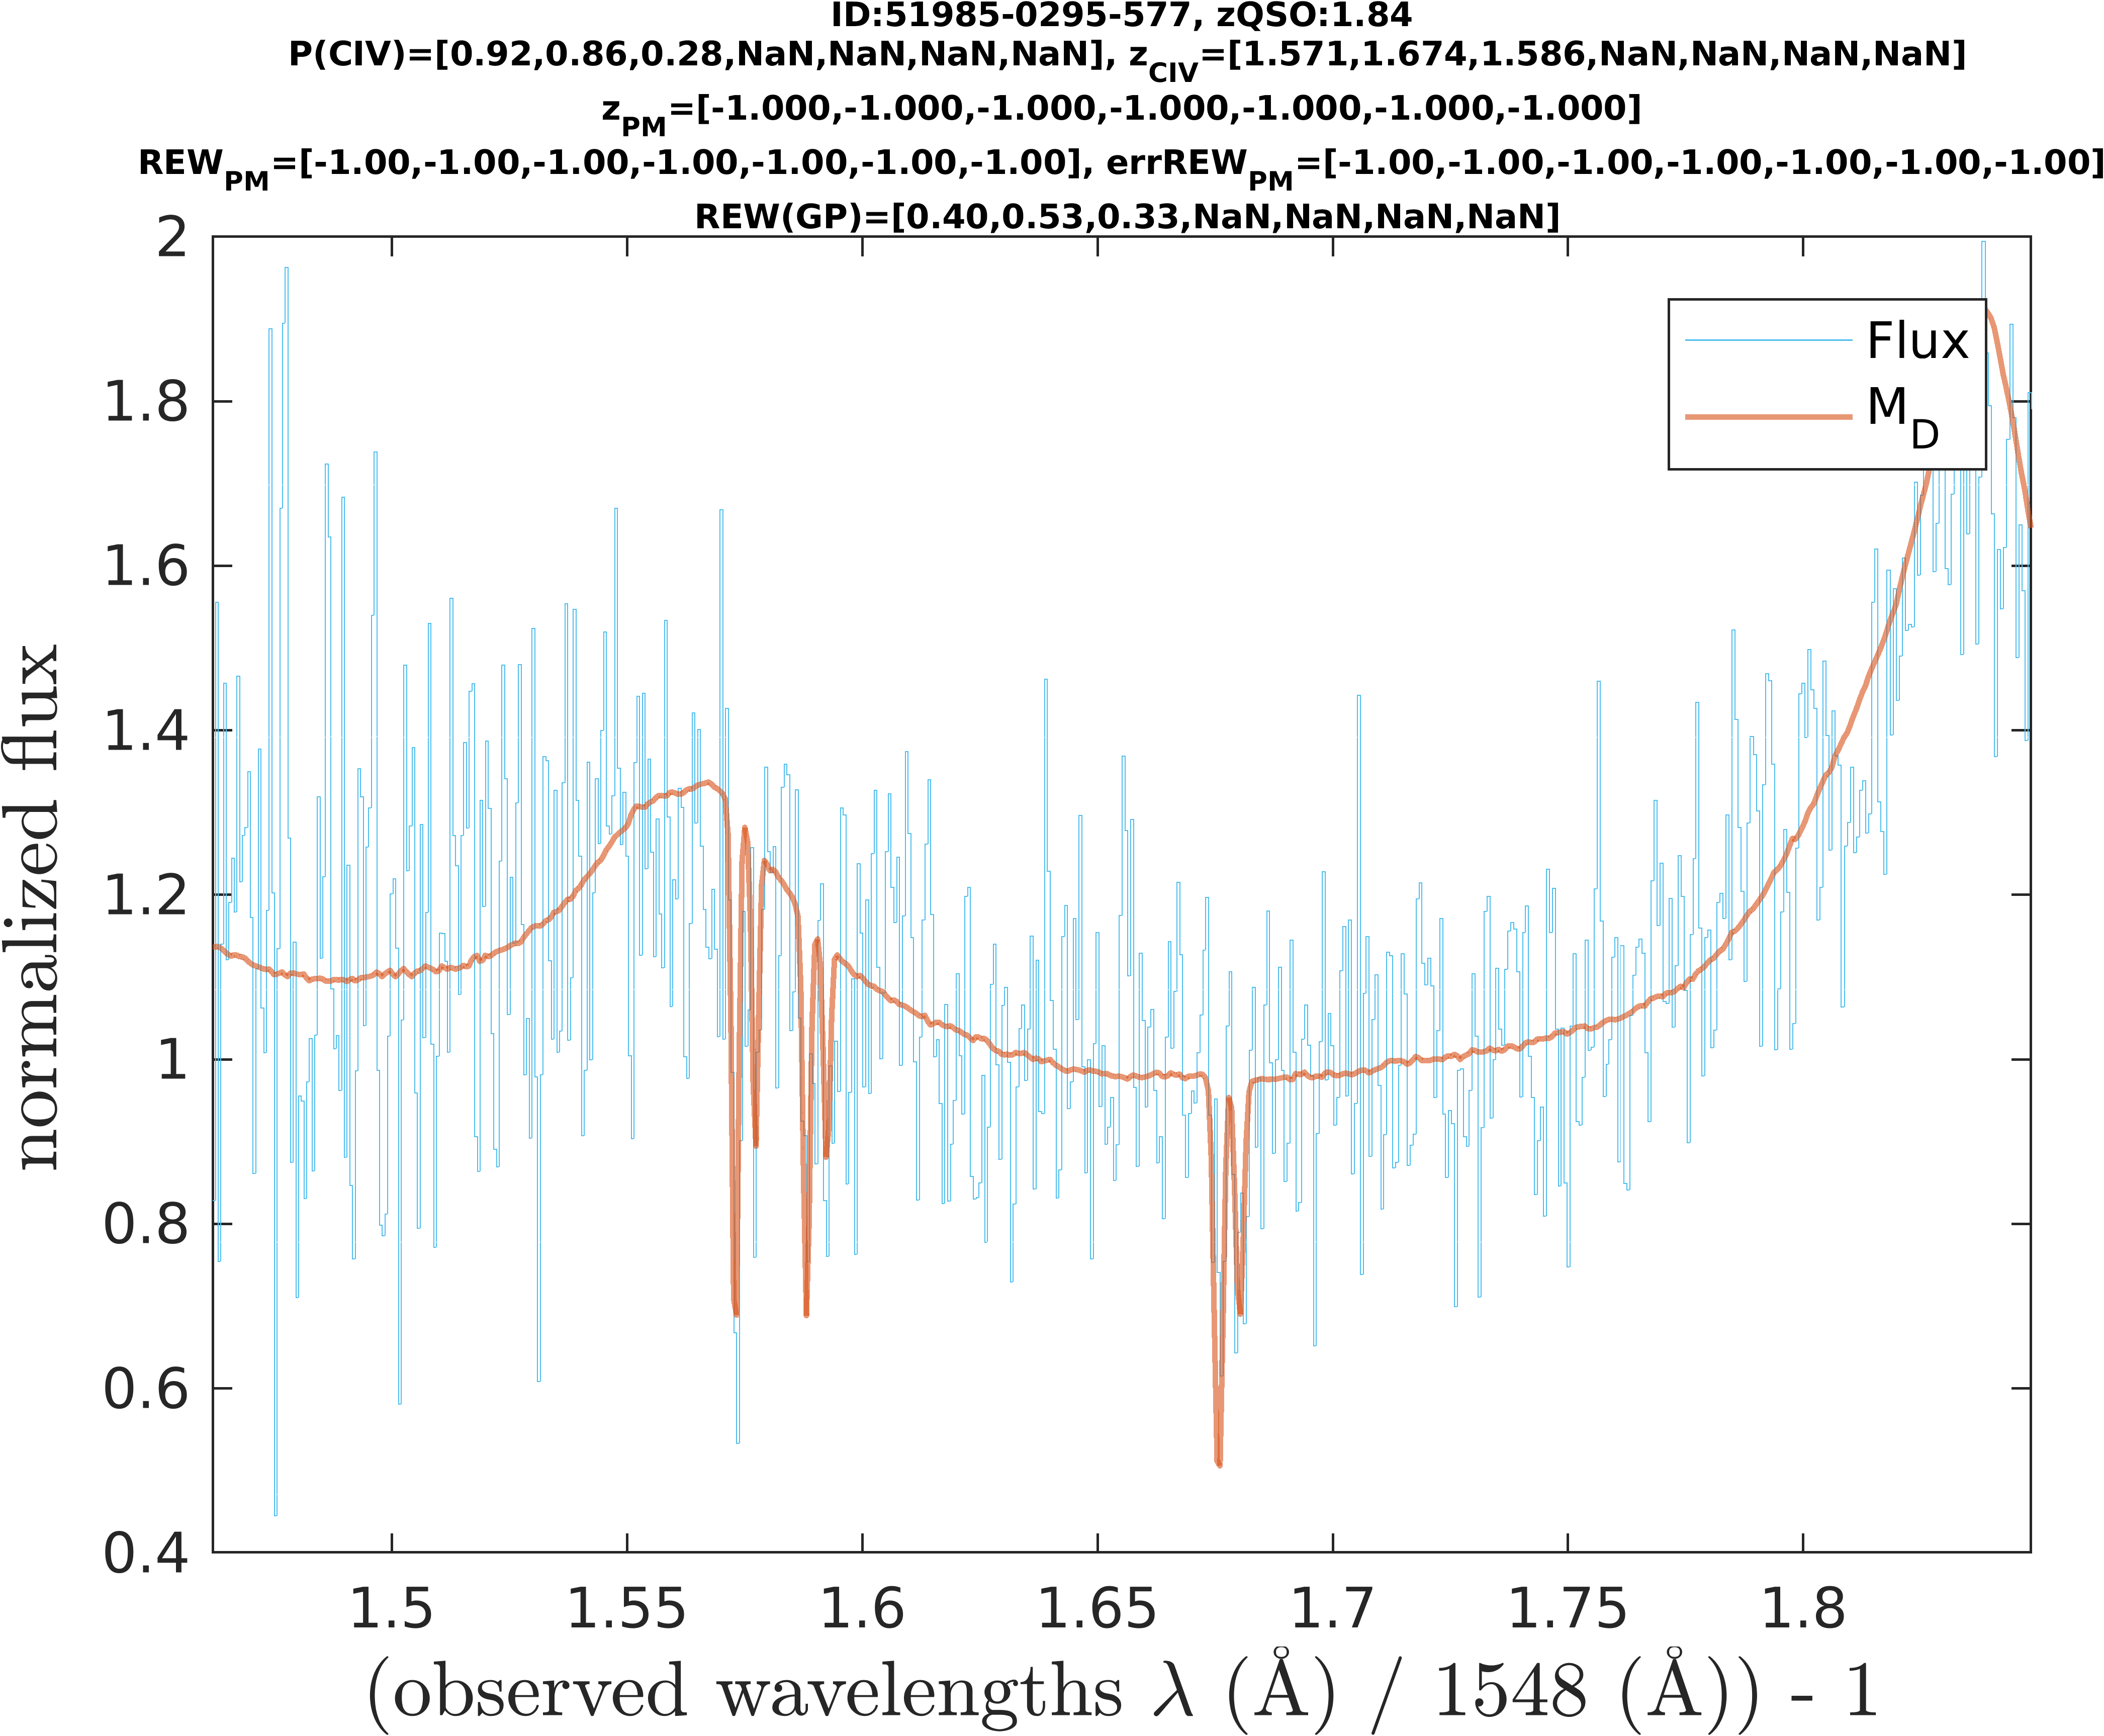 ID:51985-0295-577, zQSO:1.84
P(CIV)=[0.92,0.86,0.28,NaN,NaN,NaN,NaN], zCIV=[1.571,1.674,1.586,NaN,NaN,NaN,NaN]
zPM=[-1.000,-1.000,-1.000,-1.000,-1.000,-1.000,-1.000]
REWPM=[-1.00,-1.00,-1.00,-1.00,-1.00,-1.00,-1.00], errREWPM=[-1.00,-1.00,-1.00,-1.00,-1.00,-1.00,-1.00]
REW(GP)=[0.40,0.53,0.33,NaN,NaN,NaN,NaN]
2
1.8
1.6
1.4
1.2
1
0.8
0.6
0.4
normalized flux
Flux
MD
1.5
1.55
1.6
1.65
1.7
1.75
1.8
(observed wavelengths λ (Å) / 1548 (Å)) - 1